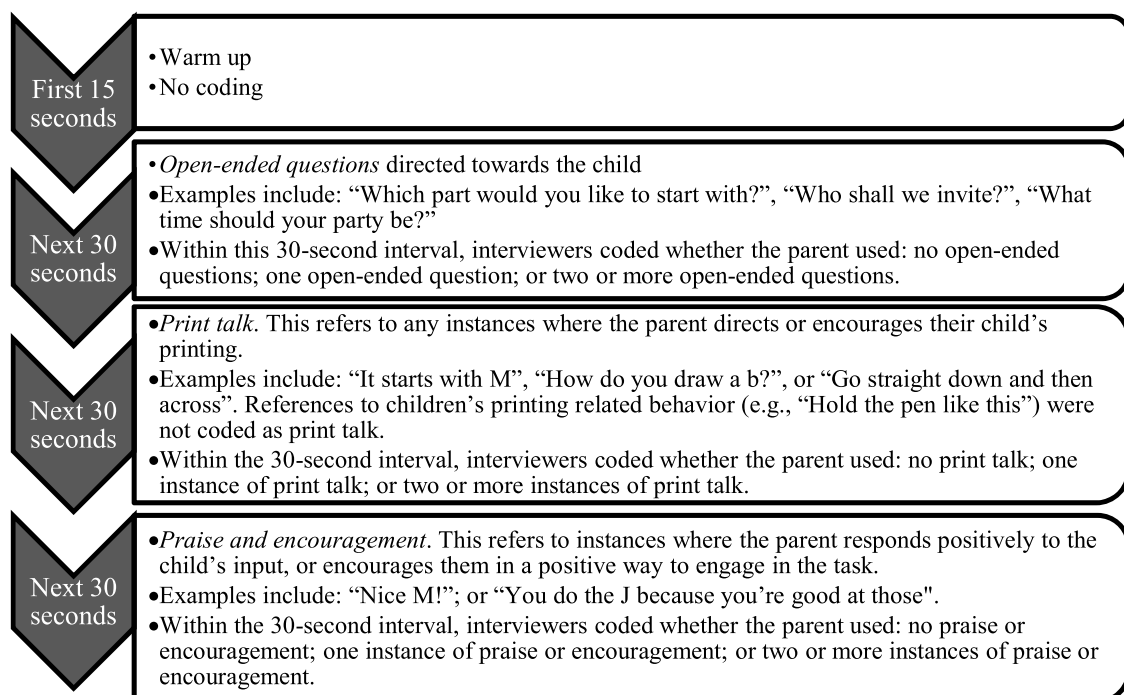 First 15
seconds
•Warm up
•No coding
Next 30
seconds
•Open-ended questions directed towards the child
•Examples include: “Which part would you like to start with?”, “Who shall we invite?”, “What
time should your party be?”
•Within this 30-second interval, interviewers coded whether the parent used: no open-ended
questions; one open-ended question; or two or more open-ended questions.
Next 30
seconds
•Print talk. This refers to any instances where the parent directs or encourages their child’s
printing.
•Examples include: “It starts with M”, “How do you draw a b?”, or “Go straight down and then
across”. References to children’s printing related behavior (e.g., “Hold the pen like this”) were
not coded as print talk.
•Within the 30-second interval, interviewers coded whether the parent used: no print talk; one
instance of print talk; or two or more instances of print talk.
Next 30
seconds
•Praise and encouragement. This refers to instances where the parent responds positively to the
child’s input, or encourages them in a positive way to engage in the task.
•Examples include: “Nice M!”; or “You do the J because you’re good at those".
•Within the 30-second interval, interviewers coded whether the parent used: no praise or
encouragement; one instance of praise or encouragement; or two or more instances of praise or
encouragement.